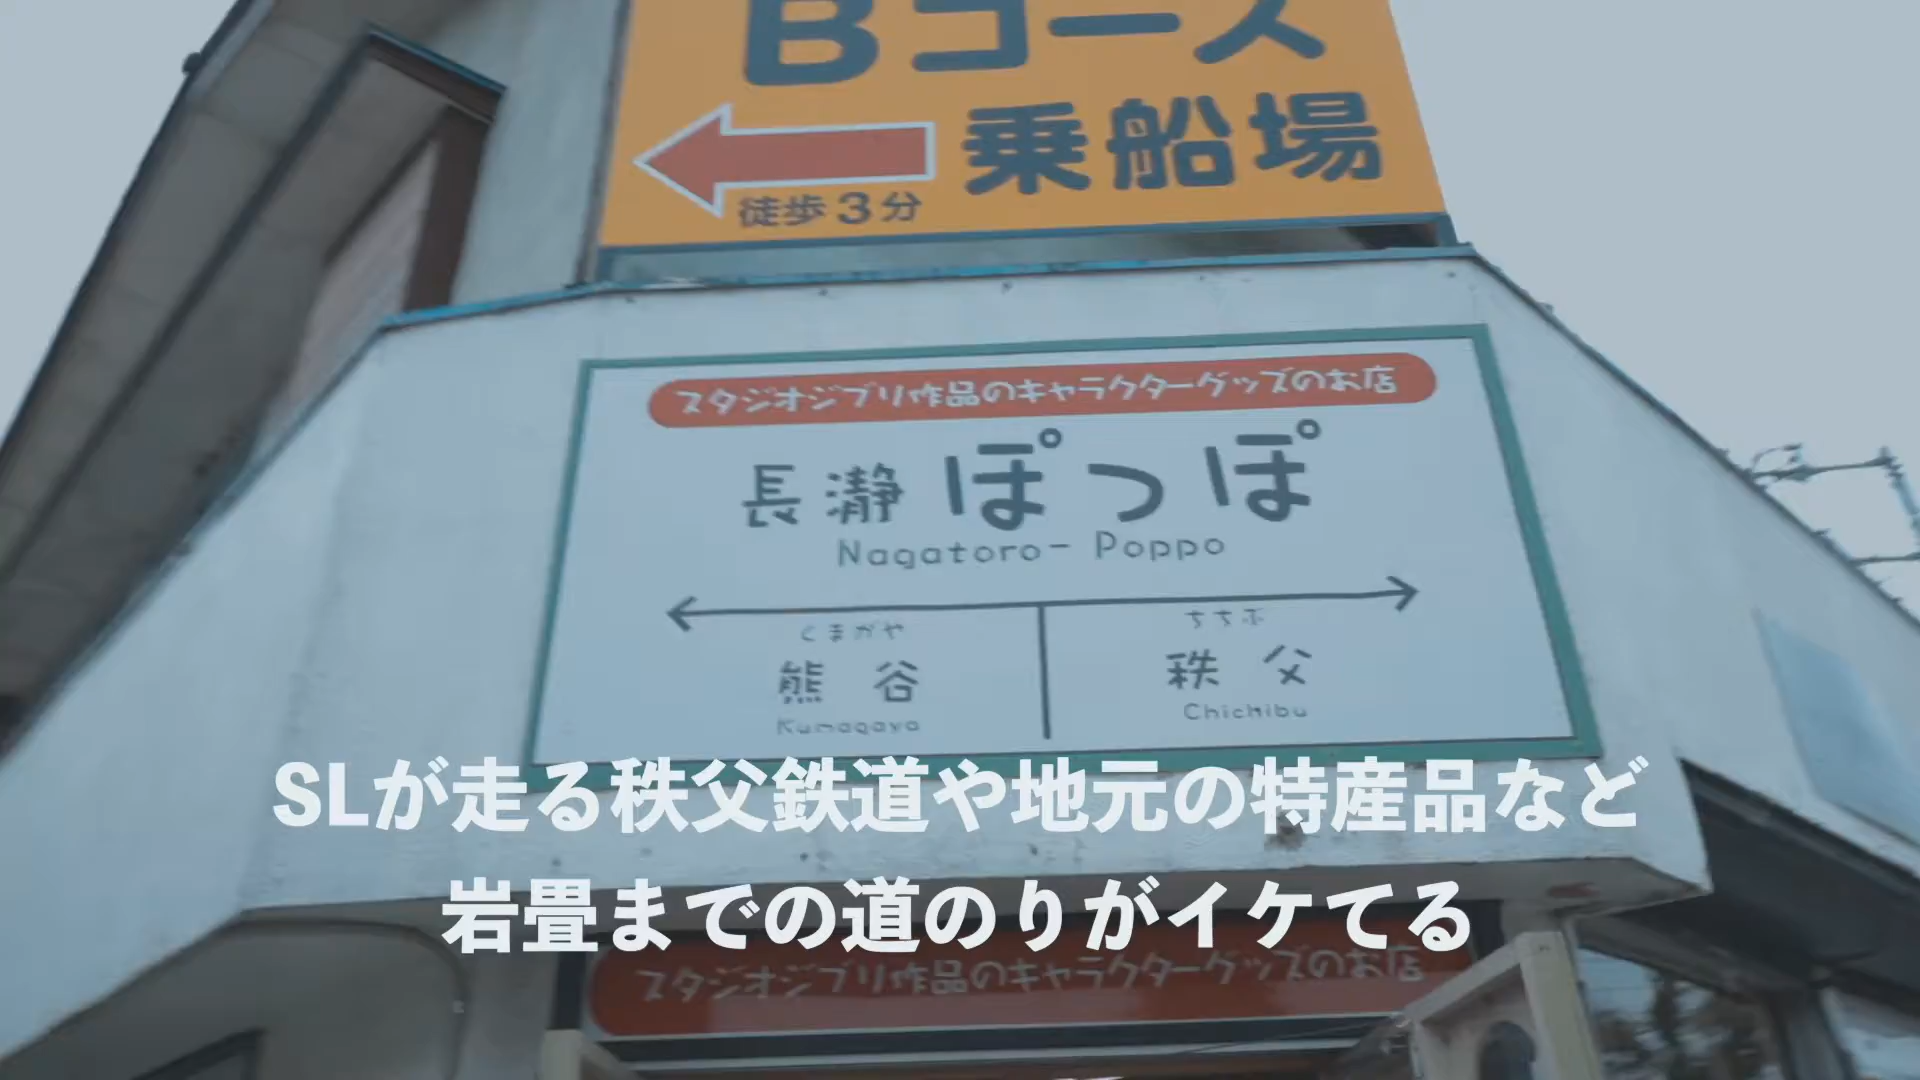 Bコース
乗船場
徒歩3分
スタジオジブリ作品のキャラクターグッズのお店
長瀞 ぽっぽ
Nagatoro-Poppo
くまがや
熊谷
Kumagaya
ちちぶ
秩父
Chichibu
SLが走る秩父鉄道や地元の特産品など
岩畳までの道のりがイケてる
スタジオジブリ作品のキャラクターグッズのお店